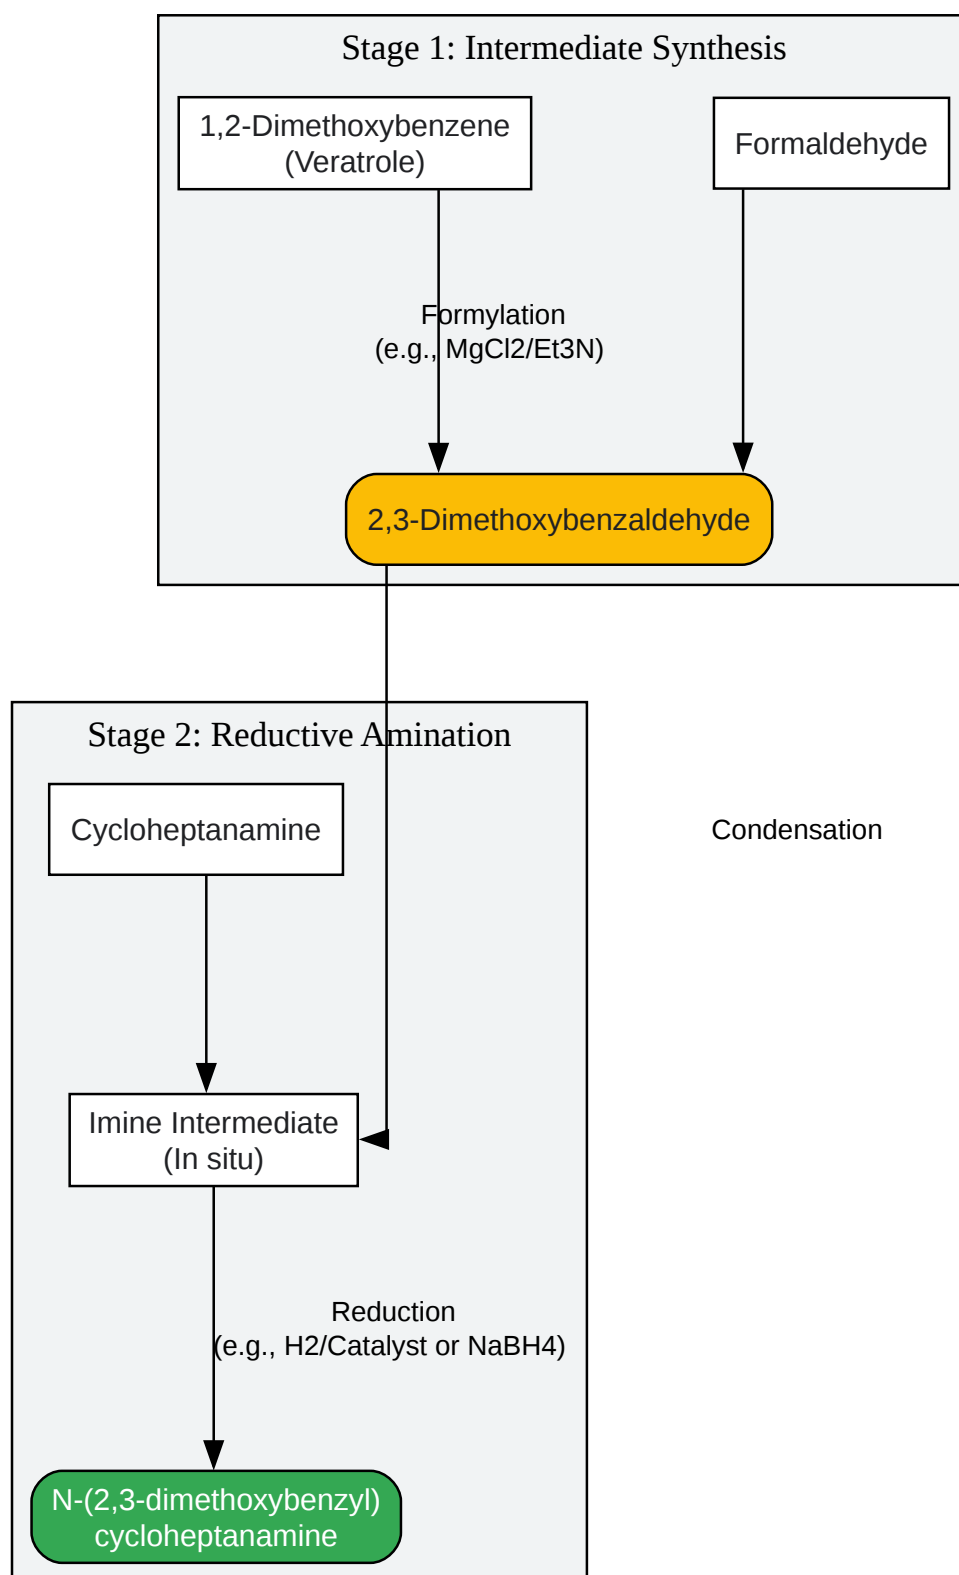 Stage 1: Intermediate Synthesis
1,2-Dimethoxybenzene
(Veratrole)
Formaldehyde
Formylation
(e.g., MgCl2/Et3N)
2,3-Dimethoxybenzaldehyde
Stage 2: Reductive Amination
Cycloheptanamine
Condensation
Imine Intermediate
(In situ)
Reduction
(e.g., H2/Catalyst or NaBH4)
N-(2,3-dimethoxybenzyl)
cycloheptanamine